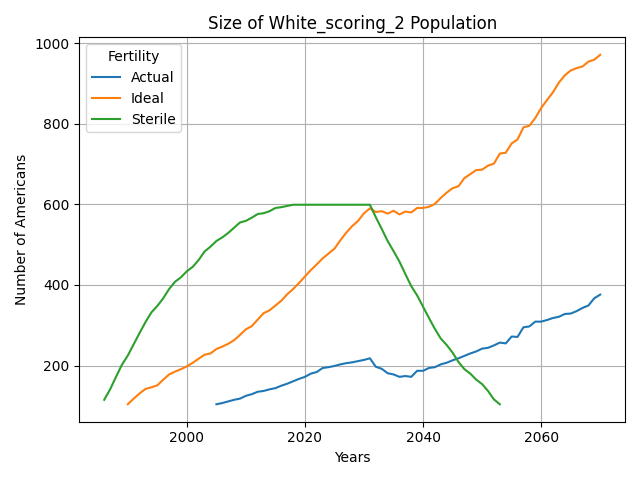 Size of White_scoring_2 Population
Number of Americans
1000
800
600
400
200
Fertility
Actual
Ideal
Sterile
2000
2020
2040
2060
Years